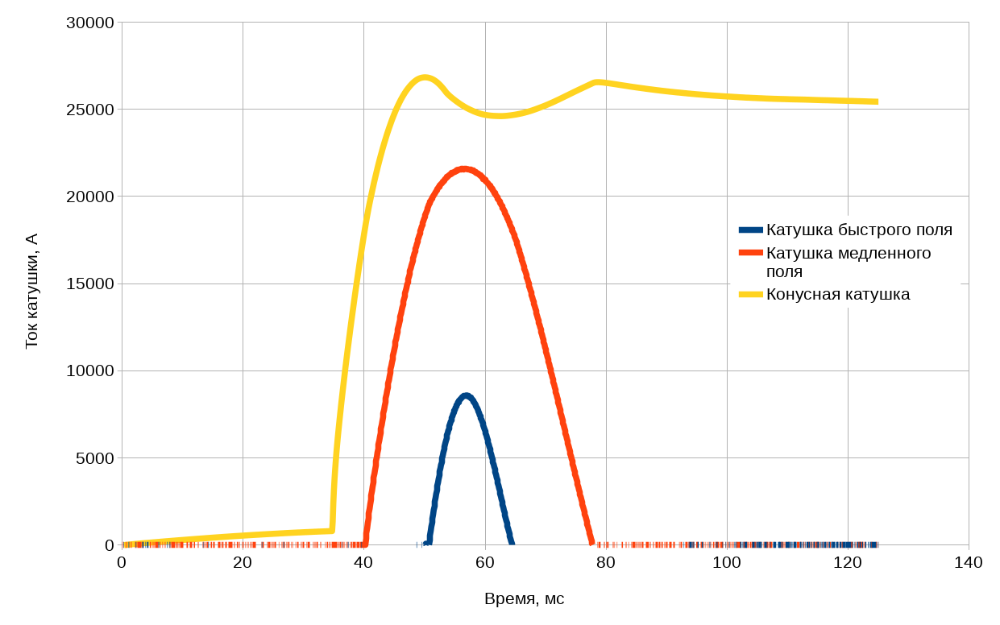 30000
25000
20000
15000
10000
5000
0
Ток катушки, А
0 20 40 60 80 100 120 140
Время, мс
Катушка быстрого поля
Катушка медленного
поля
Конусная катушка